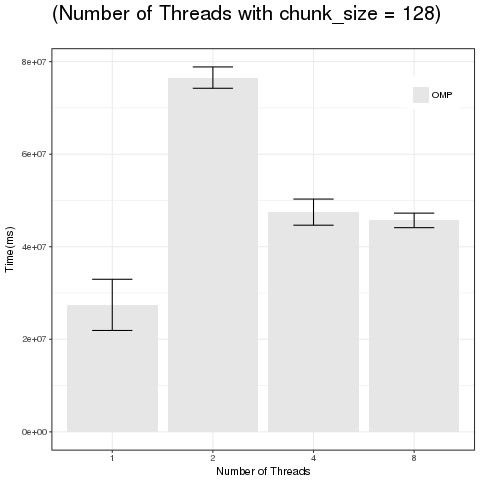 (Number of Threads with chunk_size = 128)
8e+07
6e+07
4e+07
2e+07
0e+00
Time(ms)
OMP
1 2 4 8
Number of Threads